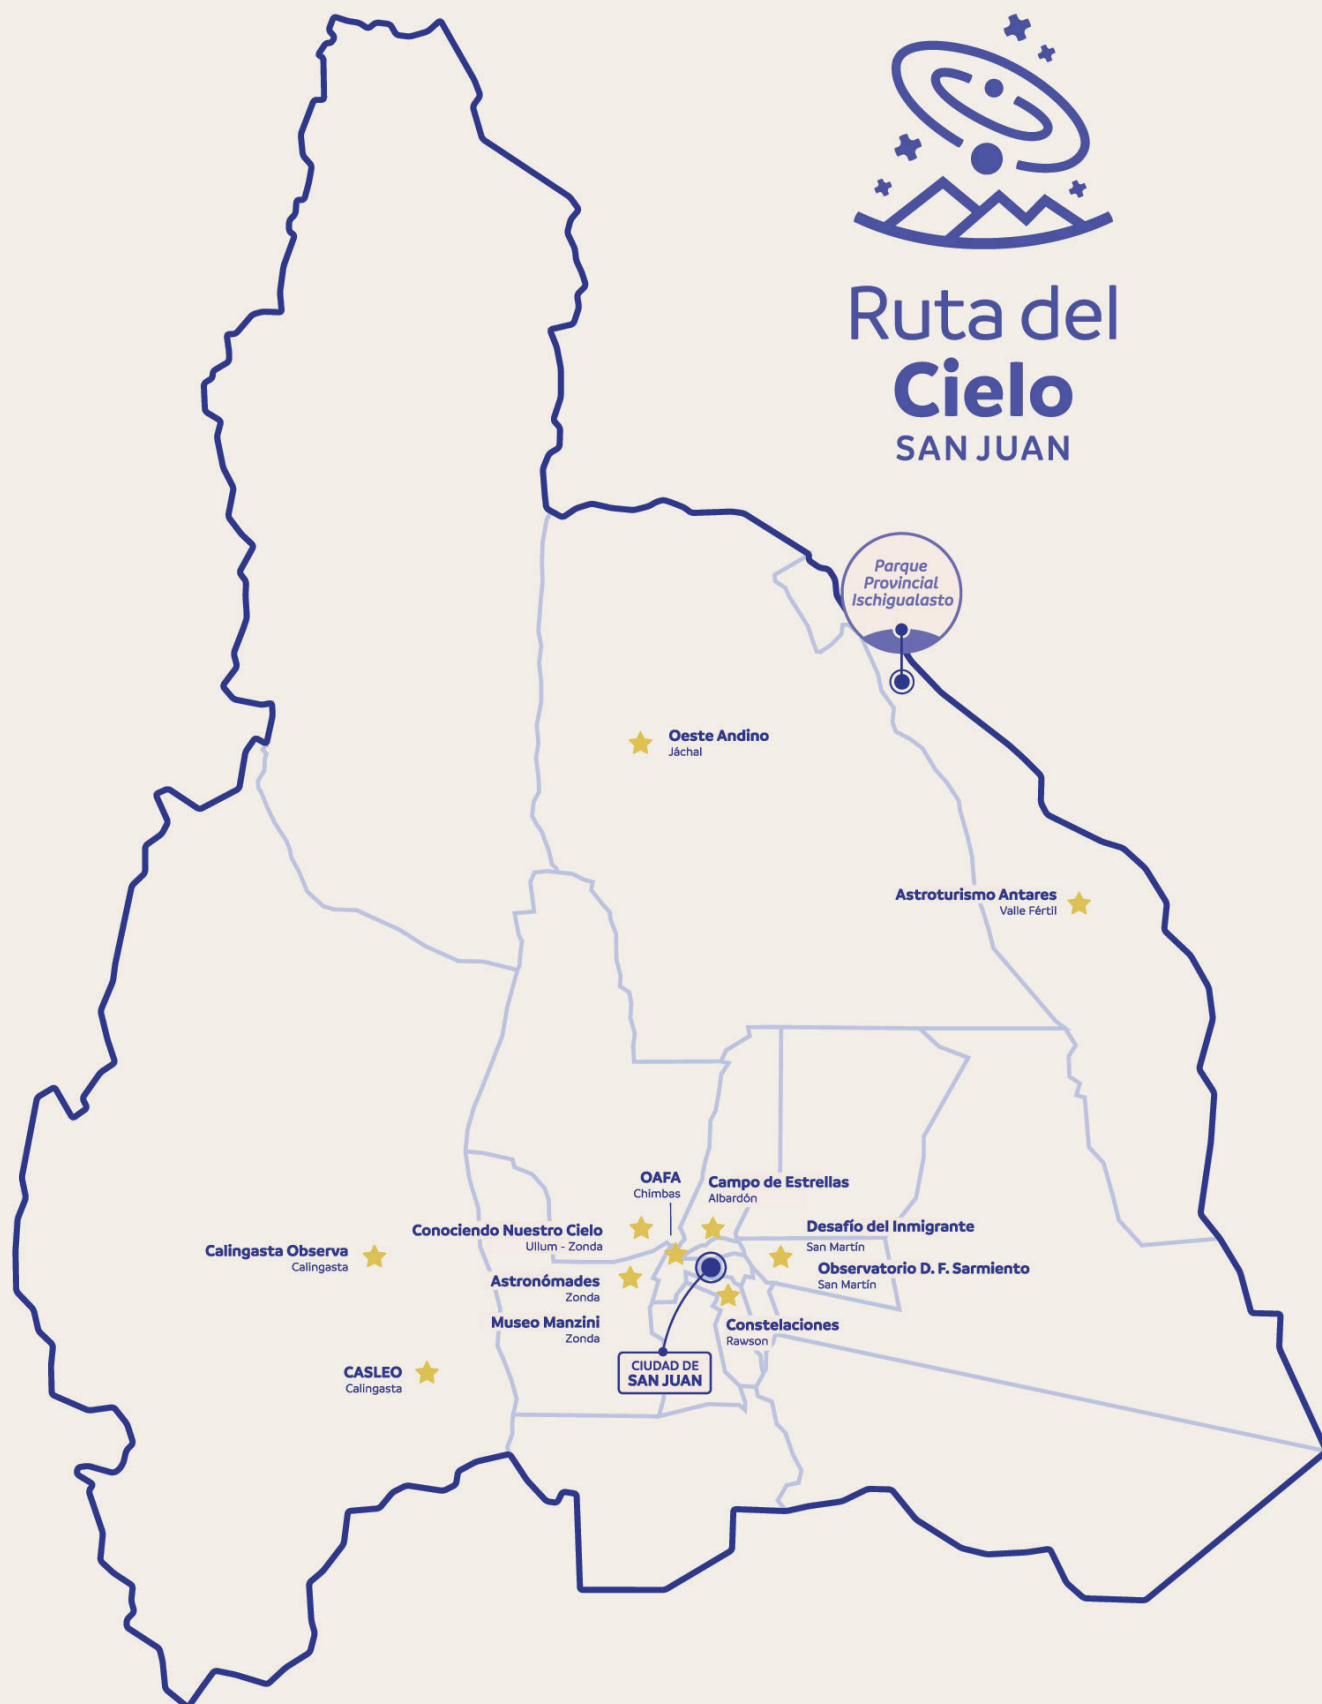 Ruta del
Cielo
SAN JUAN
Parque
Provincial
Ischigualasto
Oeste Andino
Jáchal
Astroturismo Antares
Valle Fértil
OAFA
Chimbas
Campo de Estrellas
Albardón
Conociendo Nuestro Cielo
Ullum - Zonda
Desafío del Inmigrante
San Martín
Calingasta Observa
Calingasta
Observatorio D. F. Sarmiento
San Martín
Astronómades
Zonda
Museo Manzini
Zonda
Constelaciones
Rawson
CIUDAD DE
SAN JUAN
CASLEO
Calingasta